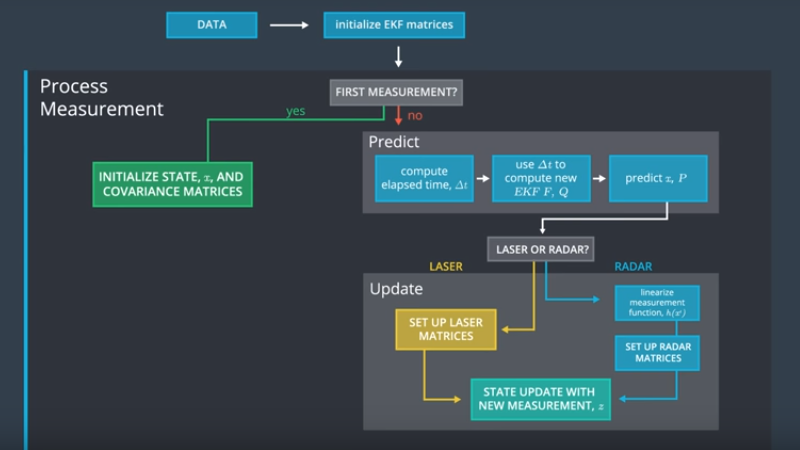 DATA
initialize EKF matrices
Process
Measurement
FIRST MEASUREMENT?
yes
no
INITIALIZE STATE, x, AND
COVARIANCE MATRICES
Predict
compute
elapsed time, Δt
use Δt to
compute new
EKF F, Q
predict x, P
LASER OR RADAR?
LASER
RADAR
Update
SET UP LASER
MATRICES
linearize
measurement
function, h(x')
SET UP RADAR
MATRICES
STATE UPDATE WITH
NEW MEASUREMENT, z